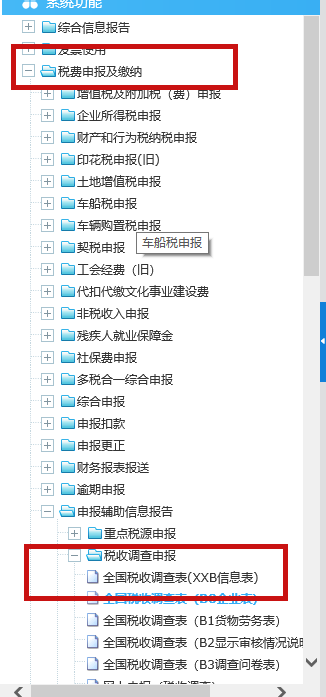 系统功能
综合信息报告
发票使用
税费申报及缴纳
增值税及附加税（费）申报
企业所得税申报
财产和行为税纳税申报
印花税申报(旧)
土地增值税申报
车船税申报
车辆购置税申报
契税申报
车船税申报
工会经费（旧）
代扣代缴文化事业建设费
非税收入申报
残疾人就业保障金
社保费申报
多税合一综合申报
综合申报
申报扣款
申报更正
财务报表报送
逾期申报
申报辅助信息报告
重点税源申报
税收调查申报
全国税收调查表(XXB信息表)
全国税收调查表（B0企业表）
全国税收调查表（B1货物劳务表）
全国税收调查表（B2显示审核情况说明
全国税收调查表（B3调查问卷表）